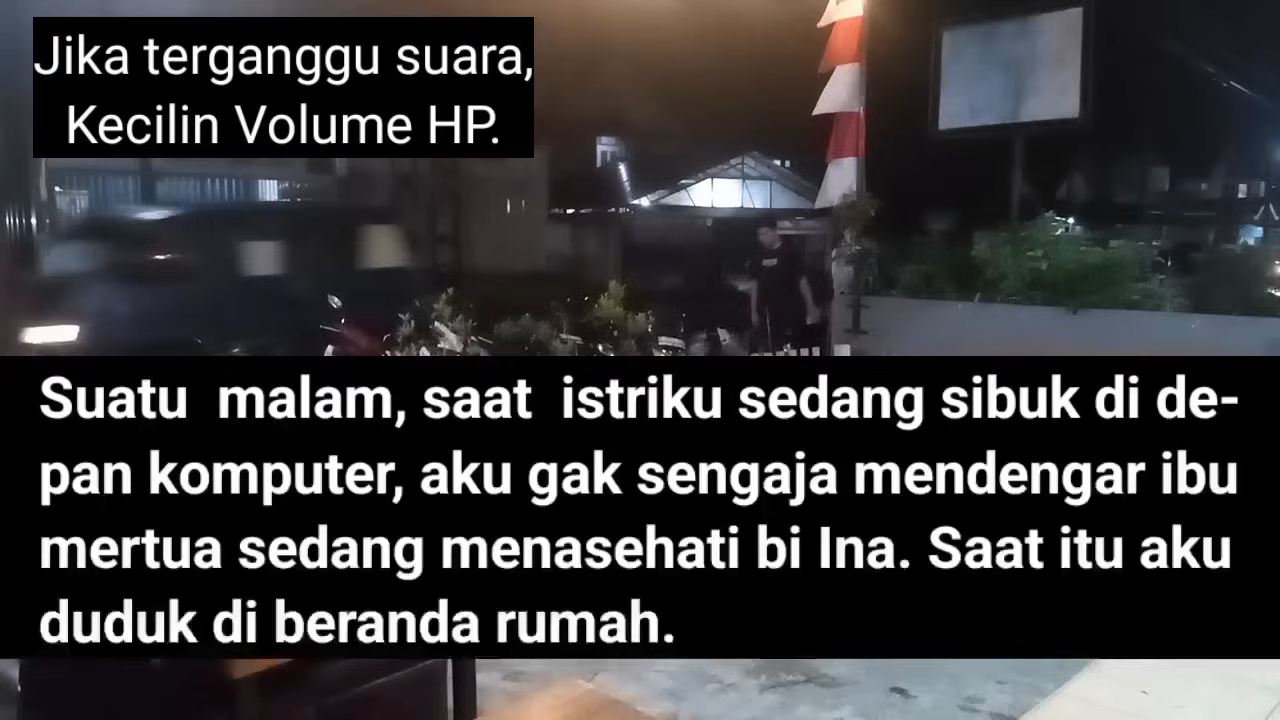 Jika terganggu suara,
Kecilin Volume HP.
Suatu malam, saat istriku sedang sibuk di de-
pan komputer, aku gak sengaja mendengar ibu
mertua sedang menasehati bi Ina. Saat itu aku
duduk di beranda rumah.